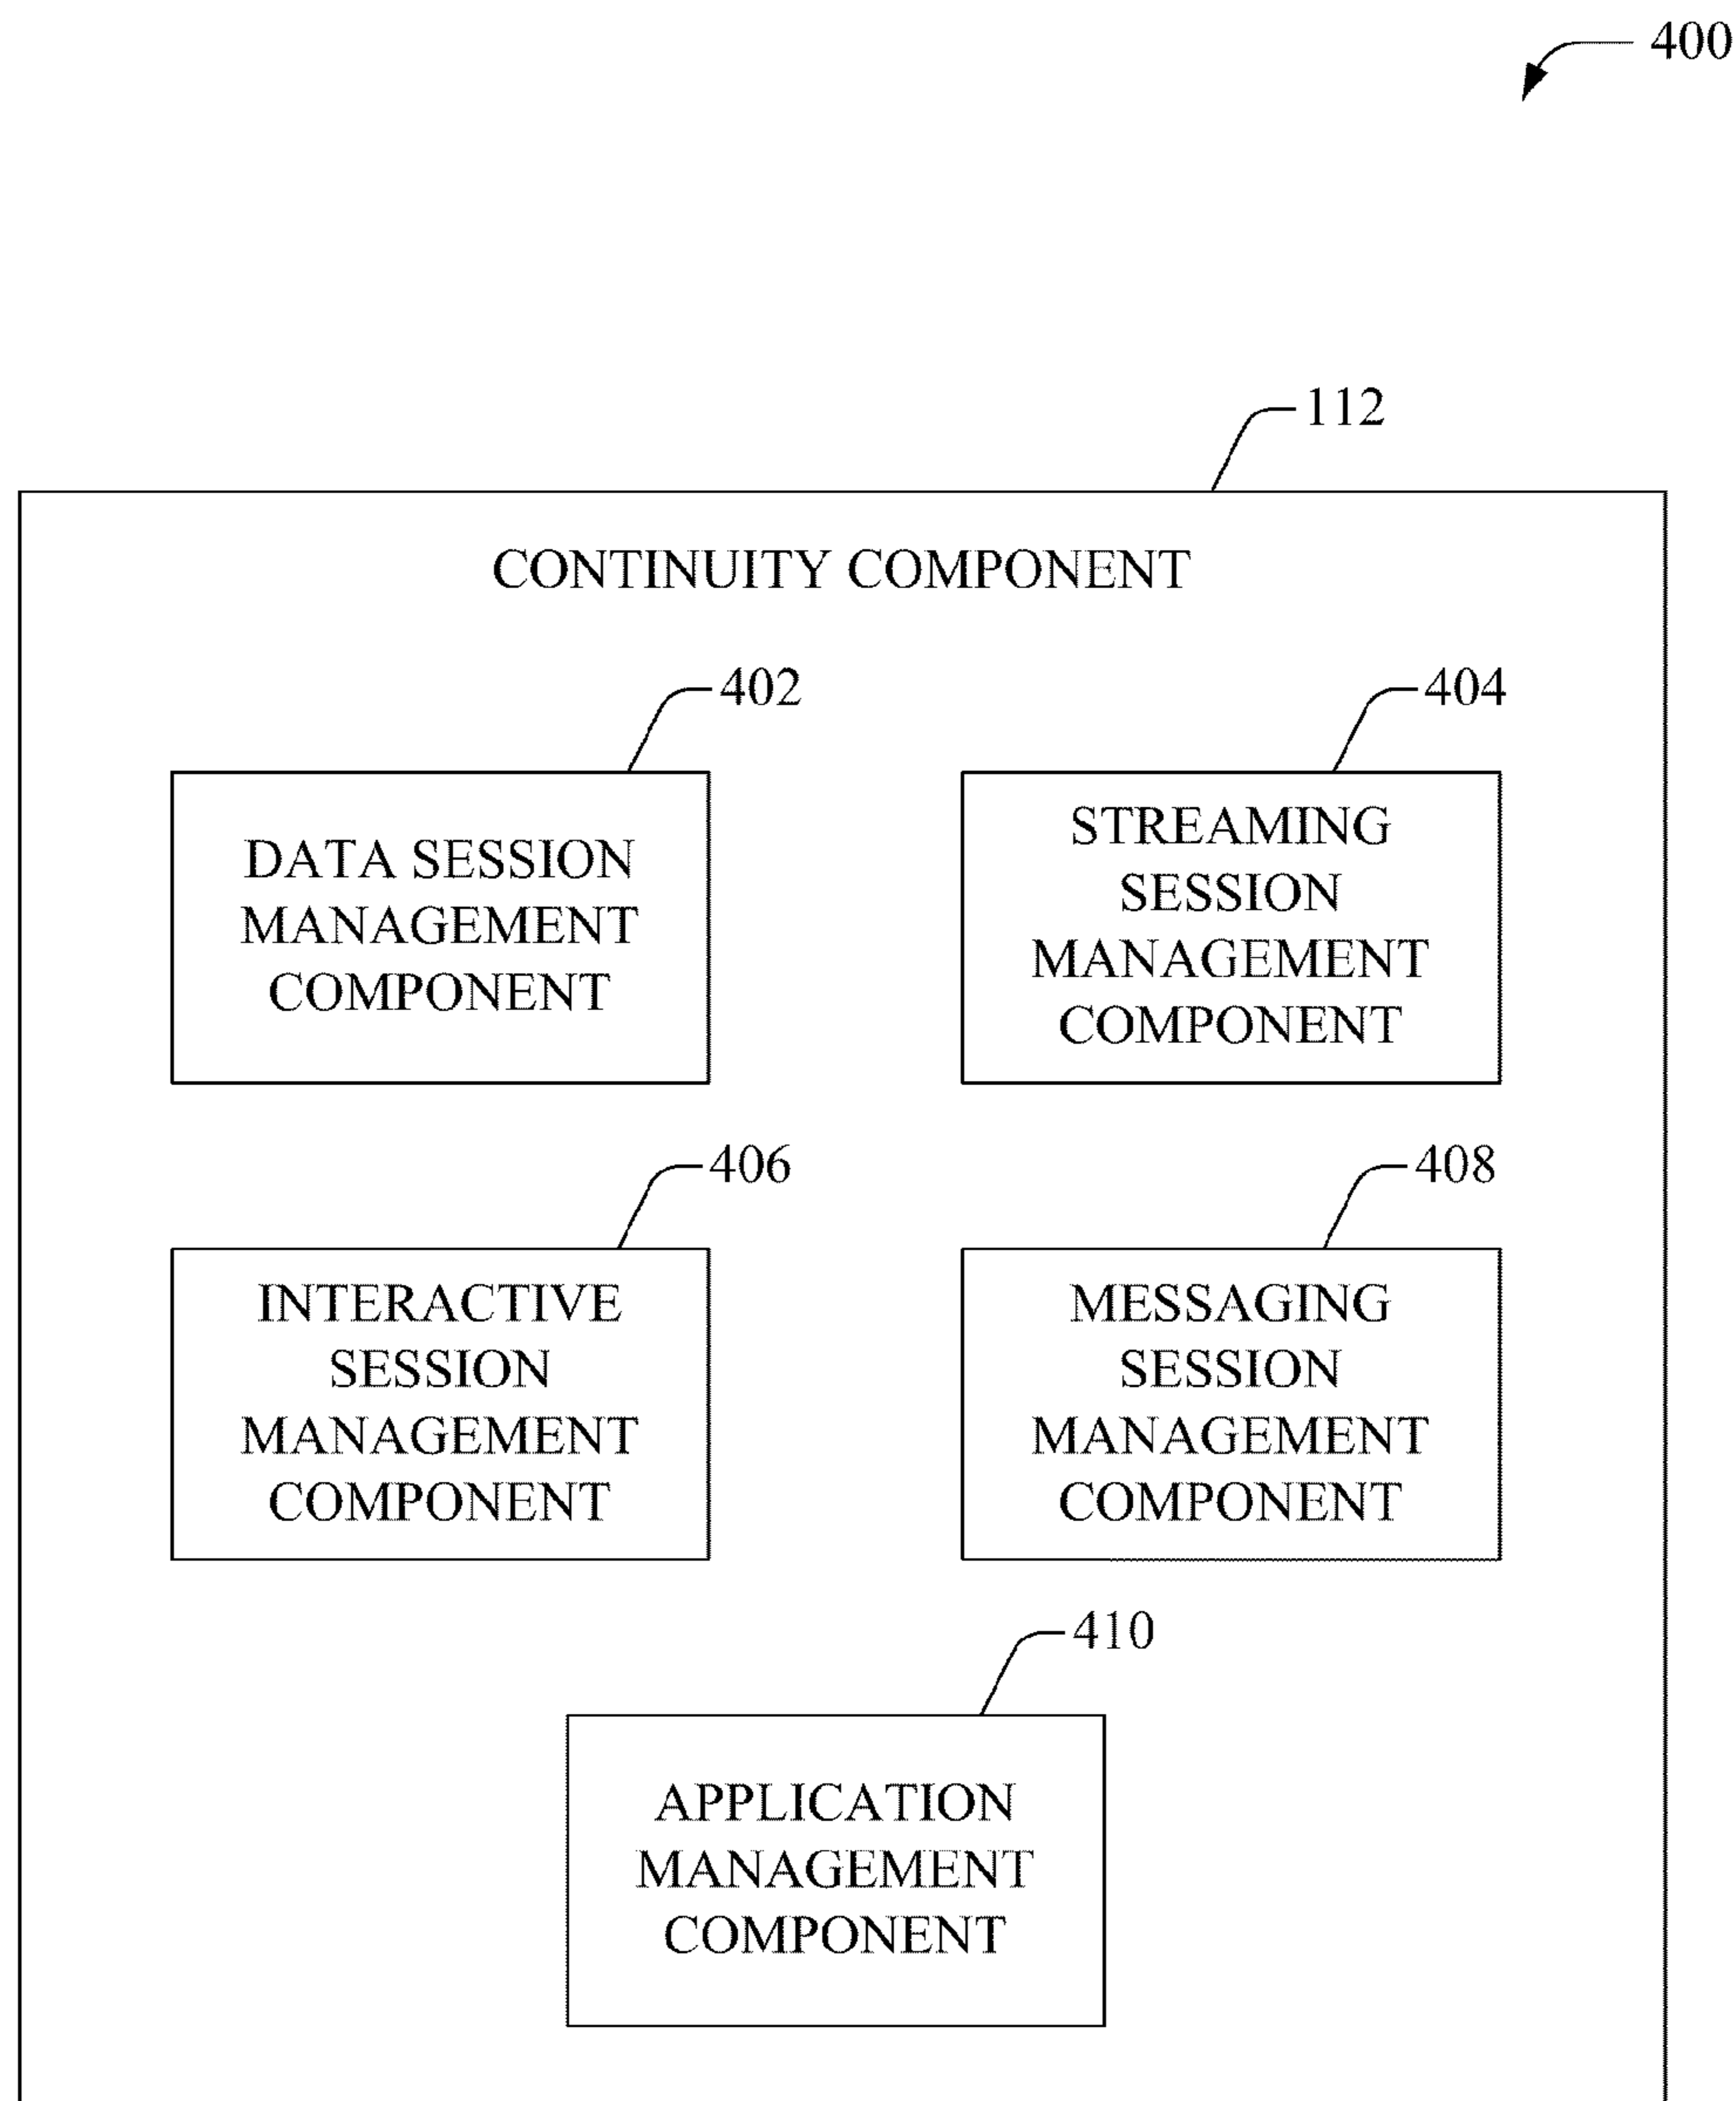 400
112
CONTINUITY COMPONENT
402
404
DATA SESSION
MANAGEMENT
COMPONENT
STREAMING
SESSION
MANAGEMENT
COMPONENT
406
408
INTERACTIVE
SESSION
MANAGEMENT
COMPONENT
MESSAGING
SESSION
MANAGEMENT
COMPONENT
410
APPLICATION
MANAGEMENT
COMPONENT